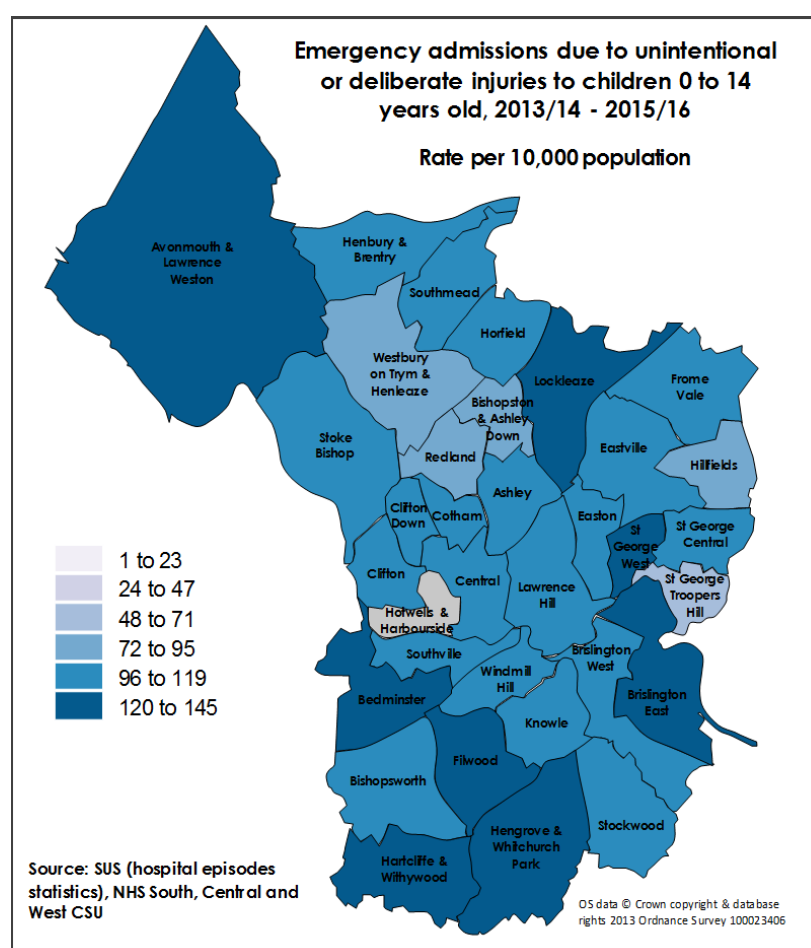 Emergency admissions due to unintentional
or deliberate injuries to children 0 to 14
years old, 2013/14 - 2015/16
Rate per 10,000 population
Avonmouth &
Lawrence
Weston
Henbury &
Brentry
Southmead
Horfield
Westbury
on Trym &
Henleaze
Lockleaze
Frome
Vale
Bishopston
& Ashley
Down
Stoke
Bishop
Redland
Eastville
Hillfields
Ashley
Clifton
Down
Cotham
Easton
St
George
West
St George
Central
Clifton
Central
Lawrence
Hill
St George
Troopers
Hill
Hotwells &
Harbourside
Southville
Windmill
Hill
Brislington
West
Bedminster
Brislington
East
Knowle
Filwood
Bishopsworth
Stockwood
Hengrove &
Whitchurch
Park
Hartcliffe &
Withywood
1 to 23
24 to 47
48 to 71
72 to 95
96 to 119
120 to 145
Source: SUS (hospital episodes
statistics), NHS South, Central and
West CSU
OS data © Crown copyright & database
rights 2013 Ordnance Survey 100023406